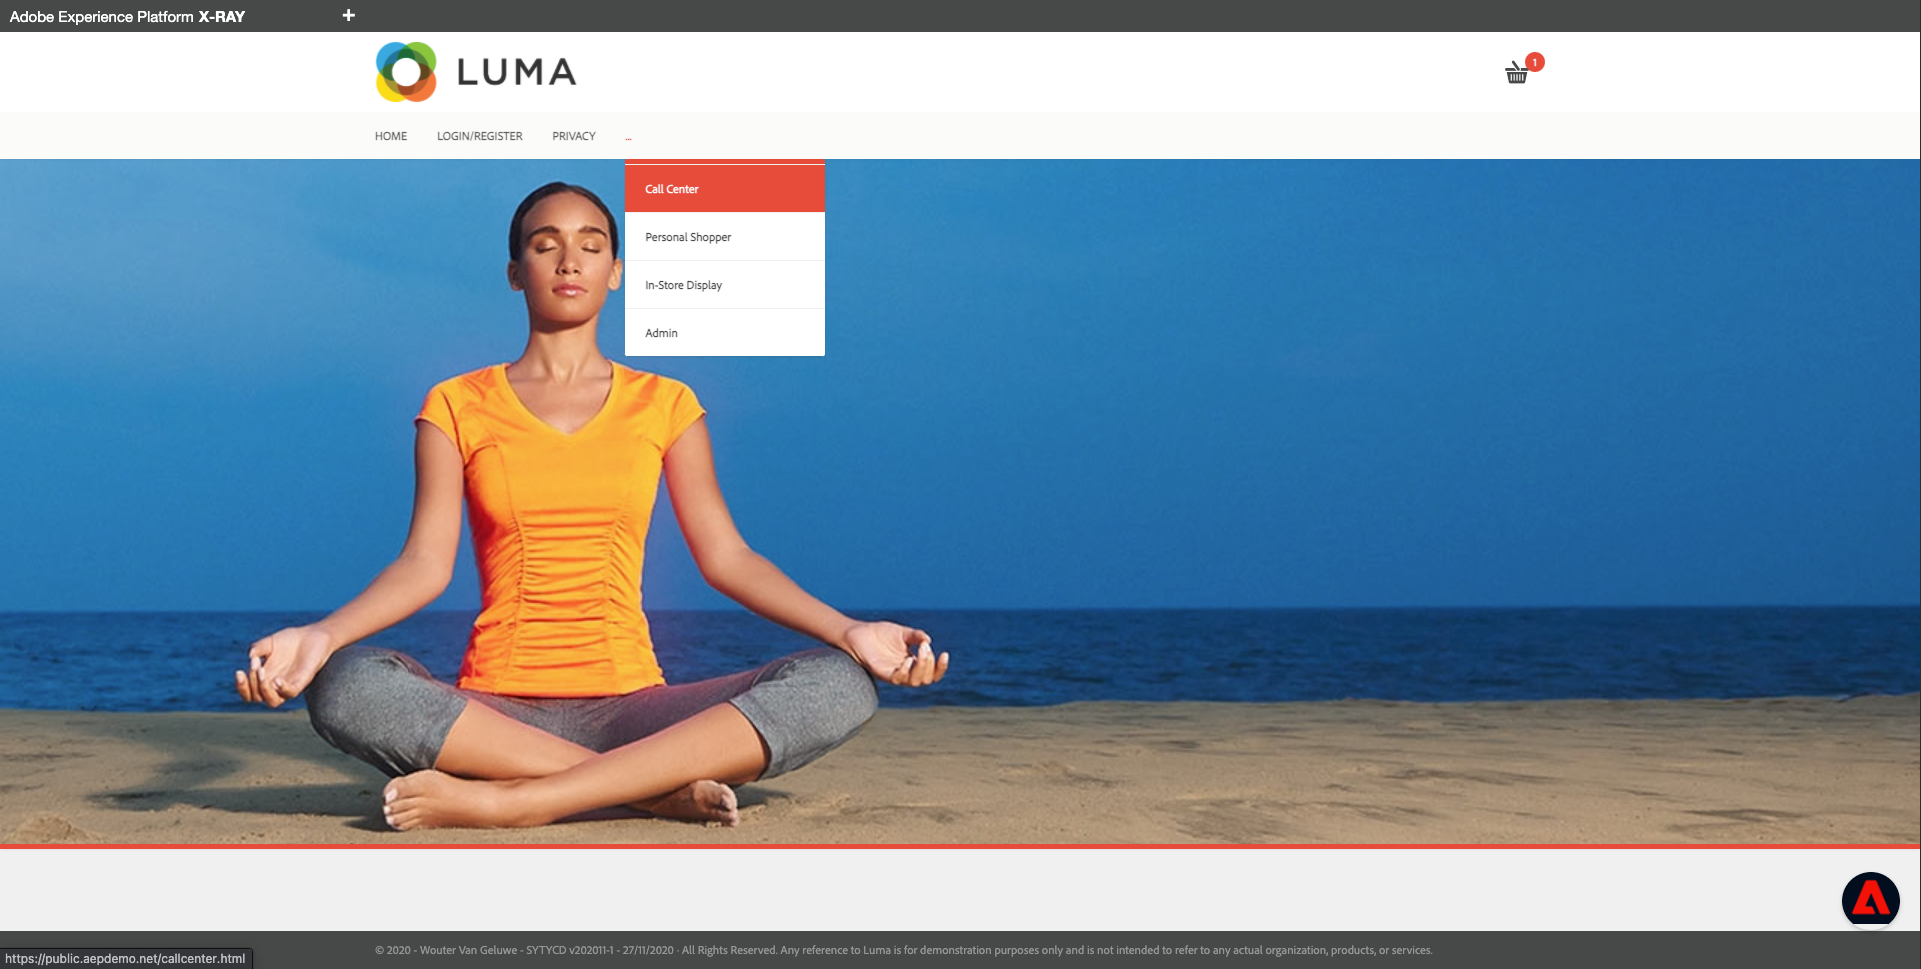 Adobe Experience Platform X-RAY +
LUMA
1
HOME LOGIN/REGISTER PRIVACY ...
Call Center
Personal Shopper
In-Store Display
Admin
© 2020 - Wouter Van Geluwe - SYTYCD v202011-1 - 27/11/2020 · All Rights Reserved. Any reference to Luma is for demonstration purposes only and is not intended to refer to any actual organization, products, or services.
https://public.aepdemo.net/callcenter.html